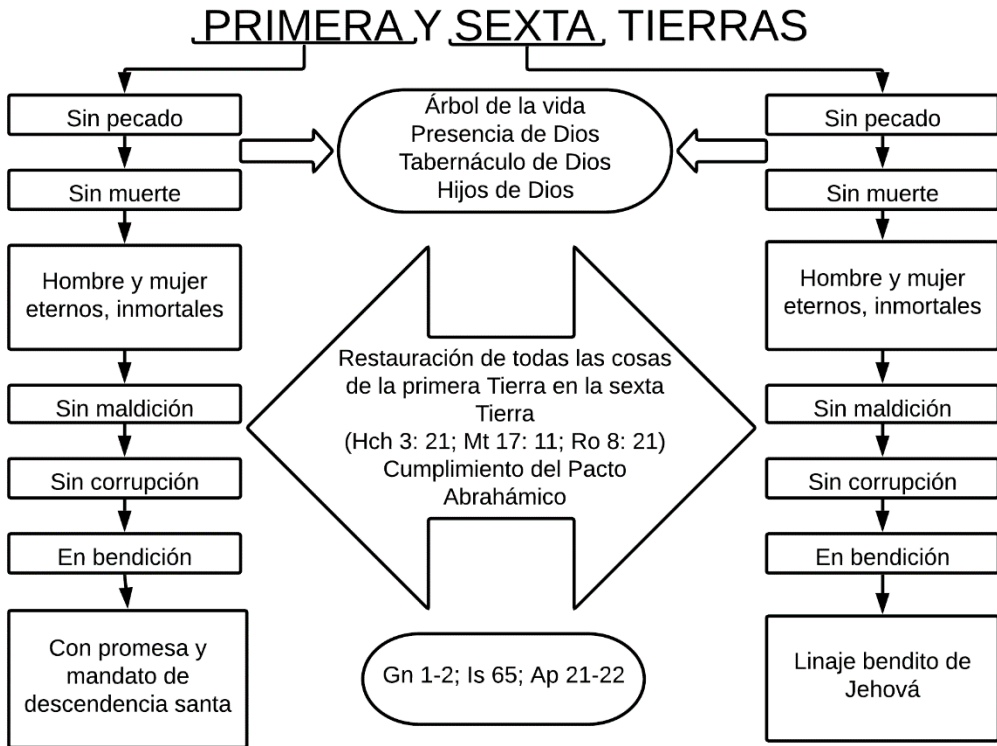 PRIMERA Y SEXTA TIERRAS
Sin pecado
Sin muerte
Hombre y mujer
eternos, inmortales
Sin maldición
Sin corrupción
En bendición
Con promesa y
mandato de
descendencia santa
Árbol de la vida
Presencia de Dios
Tabernáculo de Dios
Hijos de Dios
Restauración de todas las cosas
de la primera Tierra en la sexta
Tierra
(Hch 3: 21; Mt 17: 11; Ro 8: 21)
Cumplimiento del Pacto
Abrahámico
Gn 1-2; Is 65; Ap 21-22
Sin pecado
Sin muerte
Hombre y mujer
eternos, inmortales
Sin maldición
Sin corrupción
En bendición
Linaje bendito de
Jehová